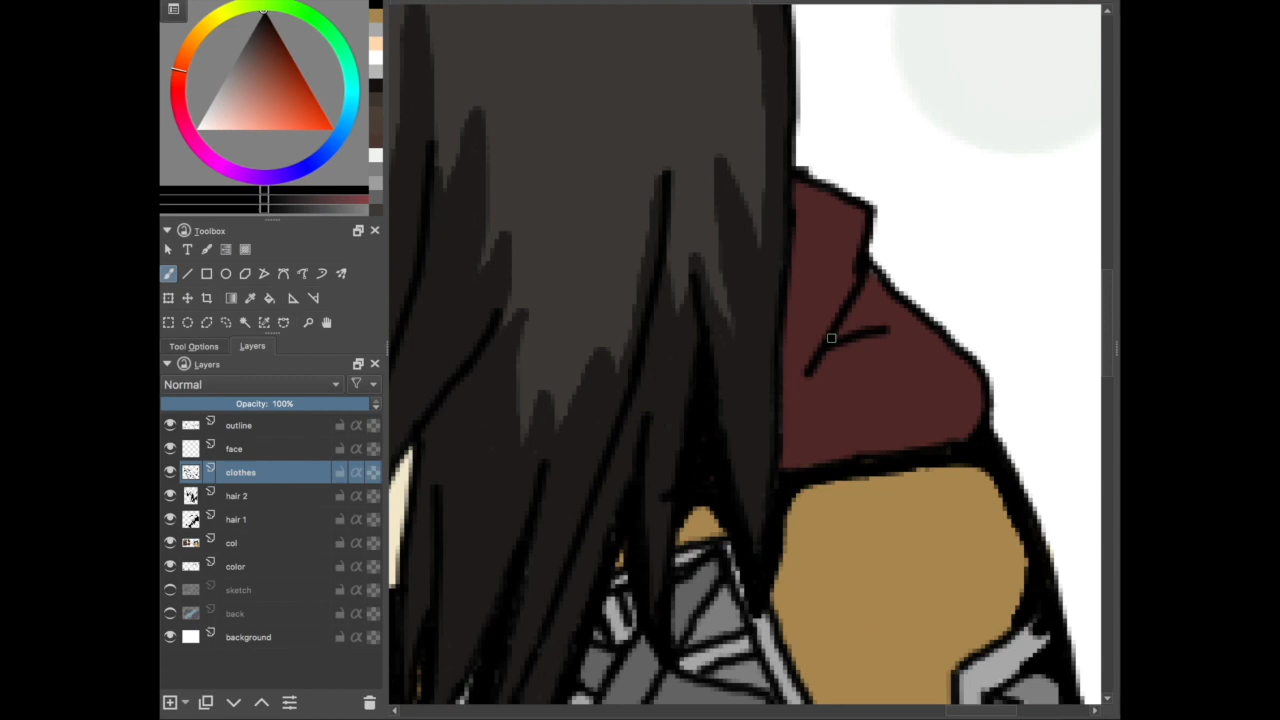 Toolbox
Tool Options
Layers
Layers
Normal
Opacity: 100%
outline
face
clothes
hair 2
hair 1
col
color
sketch
back
background